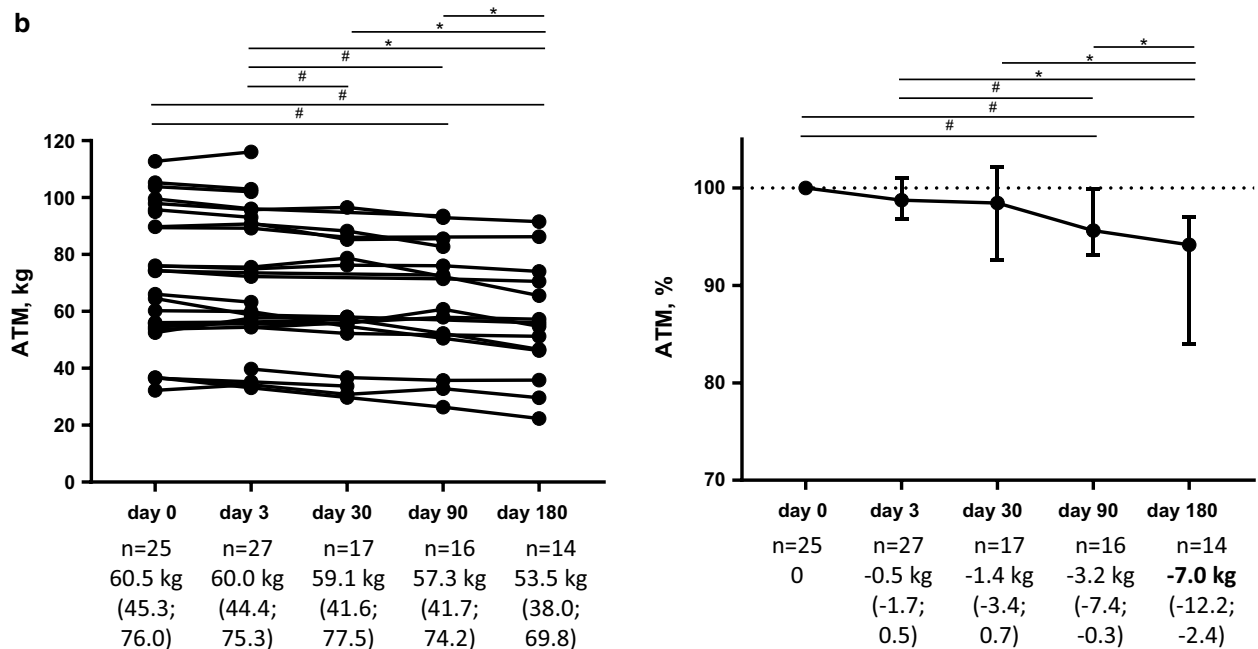 b
*
*
*
#
#
#
#
*
*
*
#
#
#
ATM, kg
120
100
80
60
40
20
0
day 0 day 3 day 30 day 90 day 180
n=25 n=27 n=17 n=16 n=14
60.5 kg 60.0 kg 59.1 kg 57.3 kg 53.5 kg
(45.3; (44.4; (41.6; (41.7; (38.0;
76.0) 75.3) 77.5) 74.2) 69.8)
ATM, %
100
90
80
70
day 0 day 3 day 30 day 90 day 180
n=25 n=27 n=17 n=16 n=14
0 -0.5 kg -1.4 kg -3.2 kg -7.0 kg
(-1.7; (-3.4; (-7.4; (-12.2;
0.5) 0.7) -0.3) -2.4)